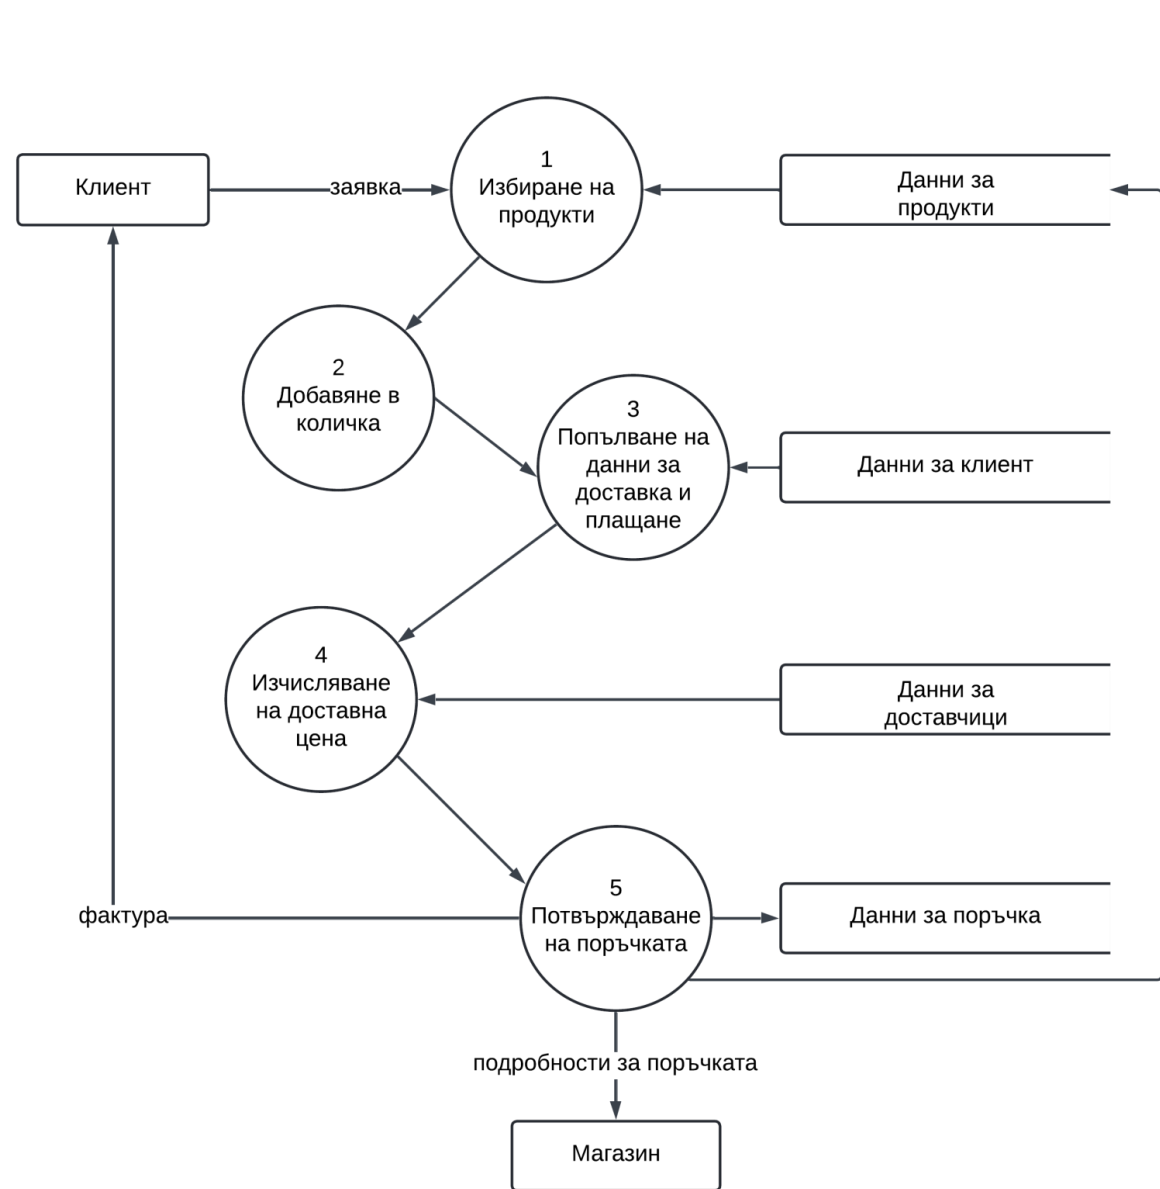 Клиент
заявка
1
Избиране на
продукти
Данни за
продукти
2
Добавяне в
количка
3
Попълване на
данни за
доставка и
плащане
Данни за клиент
4
Изчисляване
на доставна
цена
Данни за
доставчици
фактура
5
Потвърждаване
на поръчката
Данни за поръчка
подробности за поръчката
Магазин